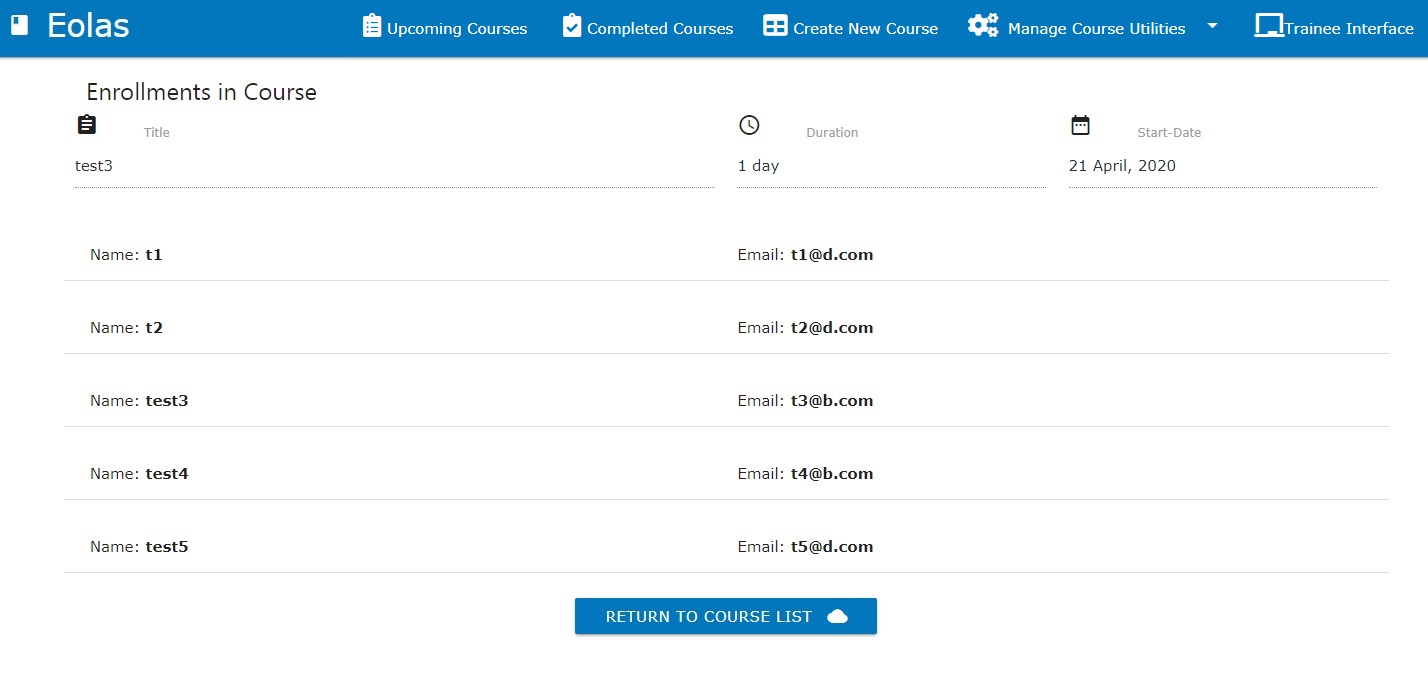 Eolas Upcoming Courses Completed Courses Create New Course Manage Course Utilities Trainee Interface
Enrollments in Course
Title Duration Start-Date
test3 1 day 21 April, 2020
Name: t1 Email: t1@d.com
Name: t2 Email: t2@d.com
Name: test3 Email: t3@b.com
Name: test4 Email: t4@b.com
Name: test5 Email: t5@d.com
RETURN TO COURSE LIST